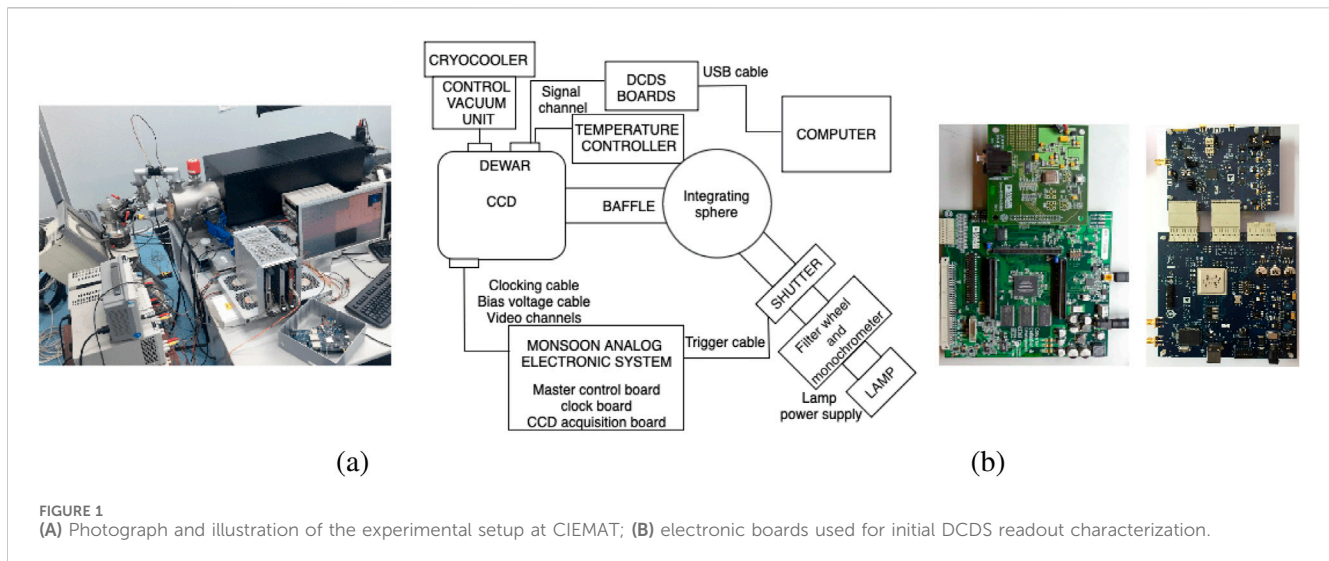 CRYOCOOLER
CONTROL
VACUUM
UNIT
Signal
channel
DCDS
BOARDS
USB cable
COMPUTER
TEMPERATURE
CONTROLLER
DEWAR
CCD
BAFFLE
Integrating
sphere
SHUTTER
Filter wheel
and
monochrometer
LAMP
Lamp
power supply
Clocking cable
Bias voltage cable
Video channels
MONSOON ANALOG
ELECTRONIC SYSTEM
Master control board
clock board
CCD acquisition board
Trigger cable
(a)
(b)
FIGURE 1
(A) Photograph and illustration of the experimental setup at CIEMAT; (B) electronic boards used for initial DCDS readout characterization.